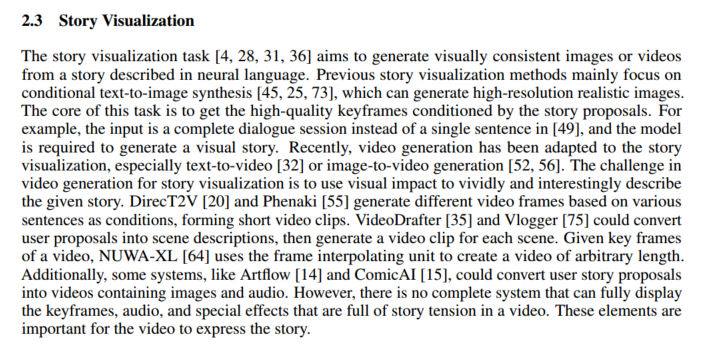 2.3 Story Visualization
The story visualization task [4, 28, 31, 36] aims to generate visually consistent images or videos
from a story described in neural language. Previous story visualization methods mainly focus on
conditional text-to-image synthesis [45, 25, 73], which can generate high-resolution realistic images.
The core of this task is to get the high-quality keyframes conditioned by the story proposals. For
example, the input is a complete dialogue session instead of a single sentence in [49], and the model
is required to generate a visual story. Recently, video generation has been adapted to the story
visualization, especially text-to-video [32] or image-to-video generation [52, 56]. The challenge in
video generation for story visualization is to use visual impact to vividly and interestingly describe
the given story. DirecT2V [20] and Phenaki [55] generate different video frames based on various
sentences as conditions, forming short video clips. VideoDrafter [35] and Vlogger [75] could convert
user proposals into scene descriptions, then generate a video clip for each scene. Given key frames
of a video, NUWA-XL [64] uses the frame interpolating unit to create a video of arbitrary length.
Additionally, some systems, like Artflow [14] and ComicAI [15], could convert user story proposals
into videos containing images and audio. However, there is no complete system that can fully display
the keyframes, audio, and special effects that are full of story tension in a video. These elements are
important for the video to express the story.